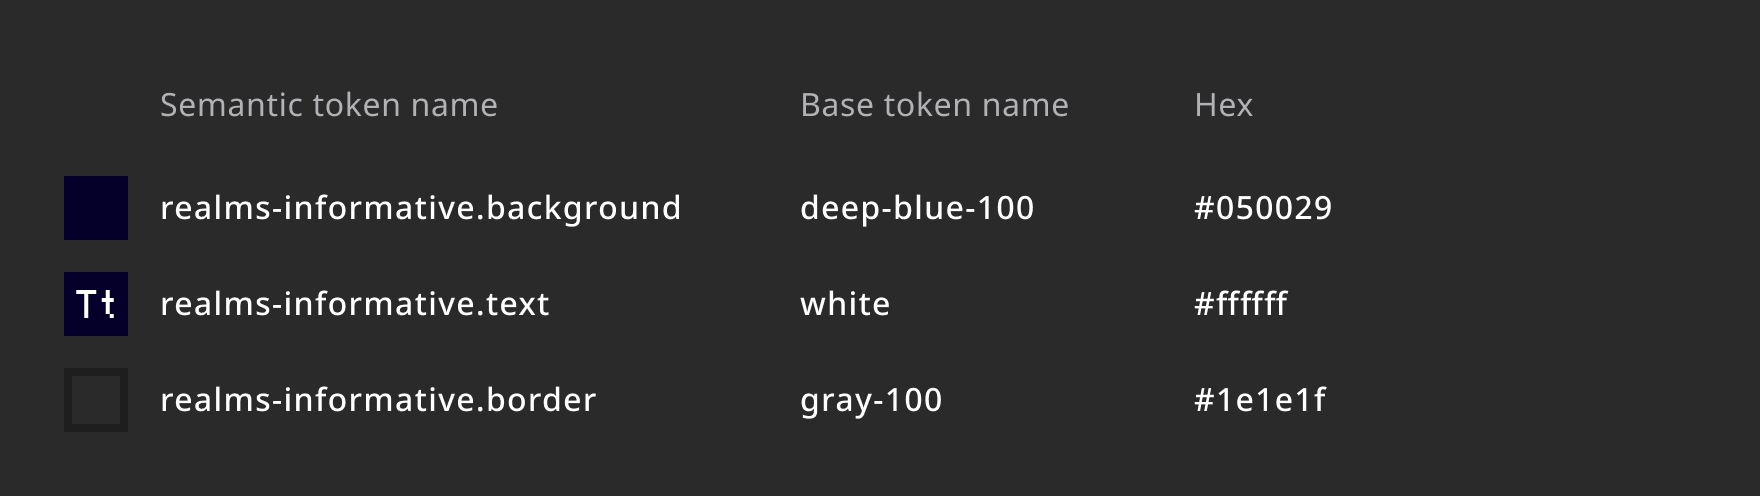 Semantic token name Base token name Hex
realms-informative.background deep-blue-100 #050029
Tt realms-informative.text white #ffffff
realms-informative.border gray-100 #1e1e1f